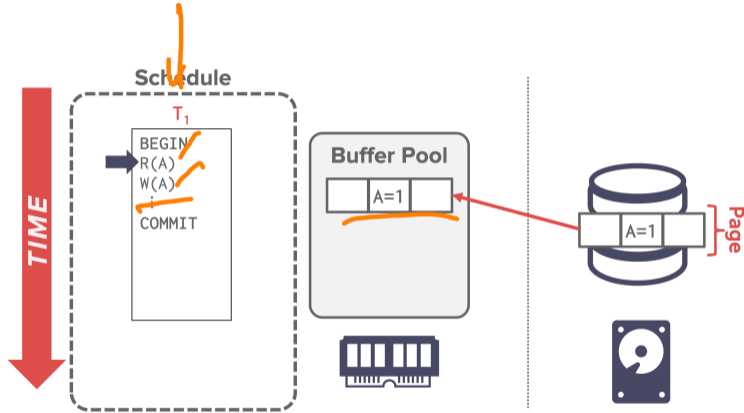 Schedule
TIME
T1
BEGIN
R(A)
W(A)
⋮
COMMIT
Buffer Pool
A=1
A=1
Page